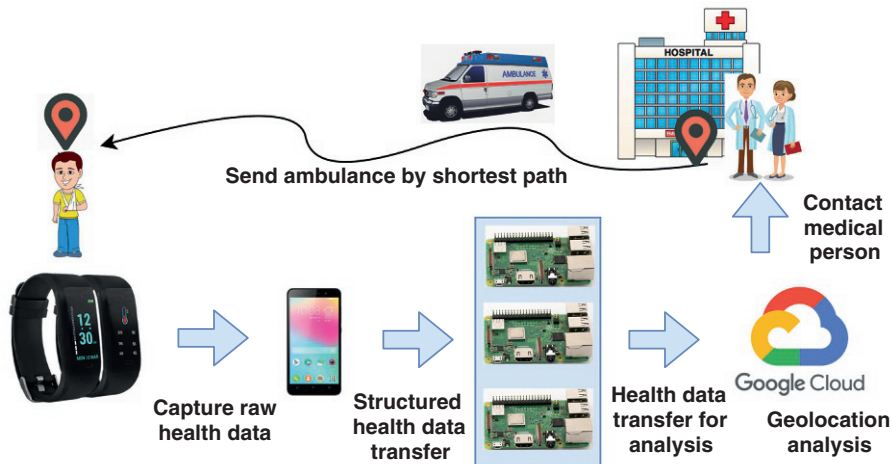 HOSPITAL
AMBULANCE
Send ambulance by shortest path
Contact
medical
person
12
30
Google Cloud
Capture raw
health data
Structured
health data
transfer
Health data
transfer for
analysis
Geolocation
analysis